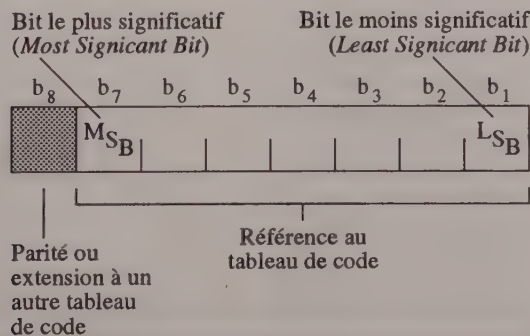 Bit le plus significatif
(Most Signicant Bit)
Bit le moins significatif
(Least Signicant Bit)
b8 b7 b6 b5 b4 b3 b2 b1
MSB
LSB
Parité ou
extension à un
autre tableau
de code
Référence au
tableau de code